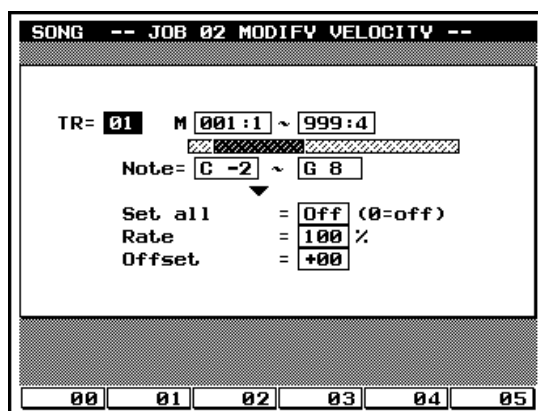 SONG -- JOB 02 MODIFY VELOCITY --
TR= 01 M 001:1 ~ 999:4
Note= C -2 ~ G 8
Set all = Off (0=off)
Rate = 100 %
Offset = +00
00 01 02 03 04 05